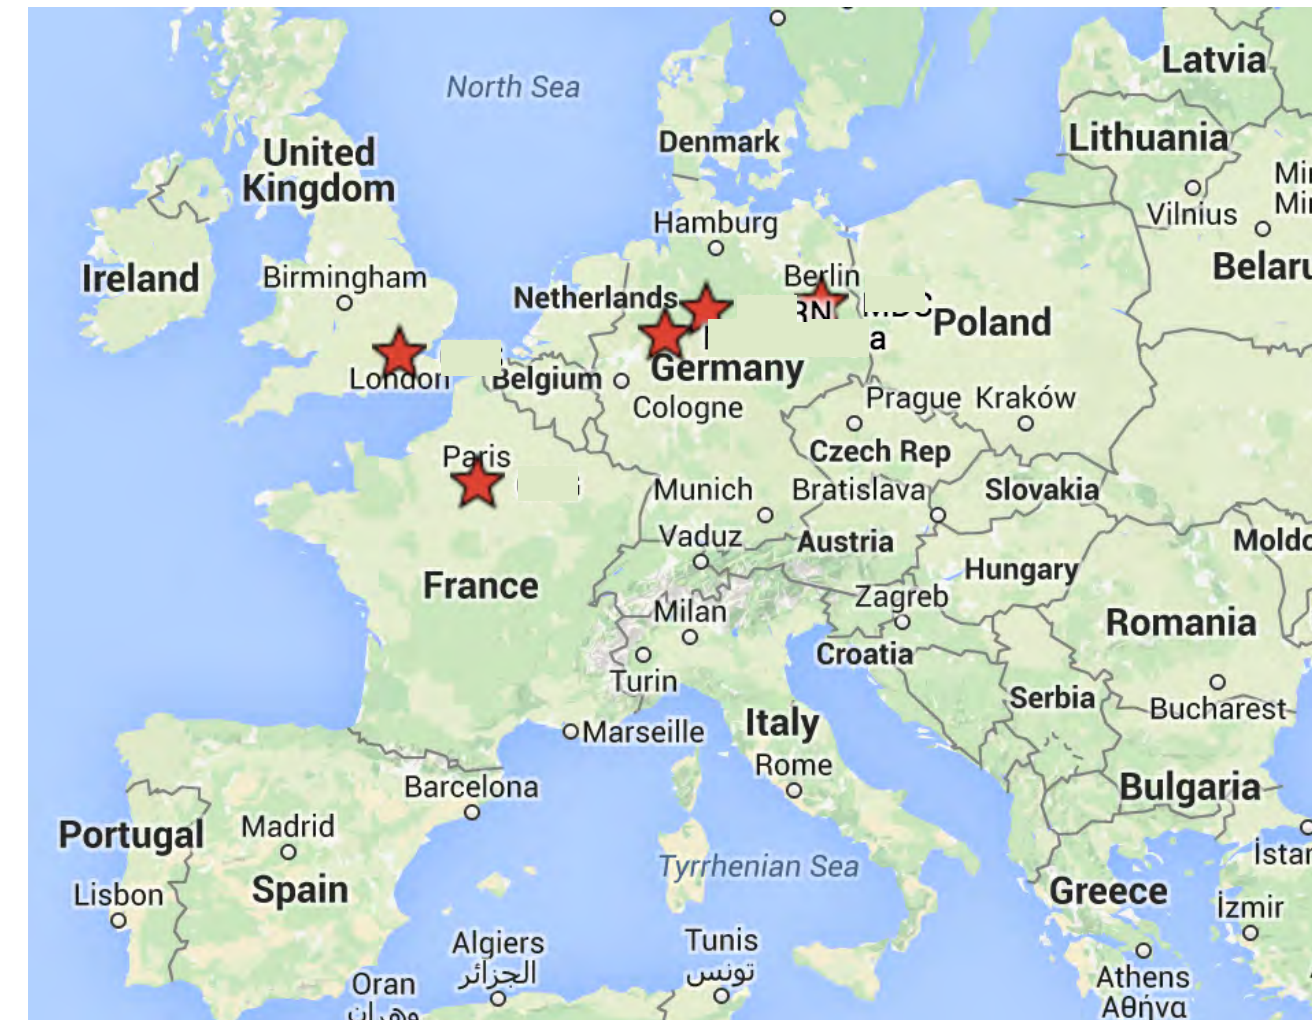 North Sea
Latvia
Denmark
Lithuania
United
Kingdom
Vilnius
Hamburg
Ireland
Birmingham
Berlin
Netherlands
Poland
London
Belgium
Germany
Cologne
Prague
Kraków
Czech Rep
Paris
Munich
Bratislava
Slovakia
Vaduz
Austria
France
Hungary
Milan
Zagreb
Romania
Croatia
Turin
Serbia
Bucharest
Marseille
Italy
Rome
Barcelona
Bulgaria
Portugal
Madrid
Tyrrhenian Sea
Lisbon
Spain
Greece
İzmir
Algiers
الجزائر
Tunis
تونس
Oran
Athens
Αθήνα